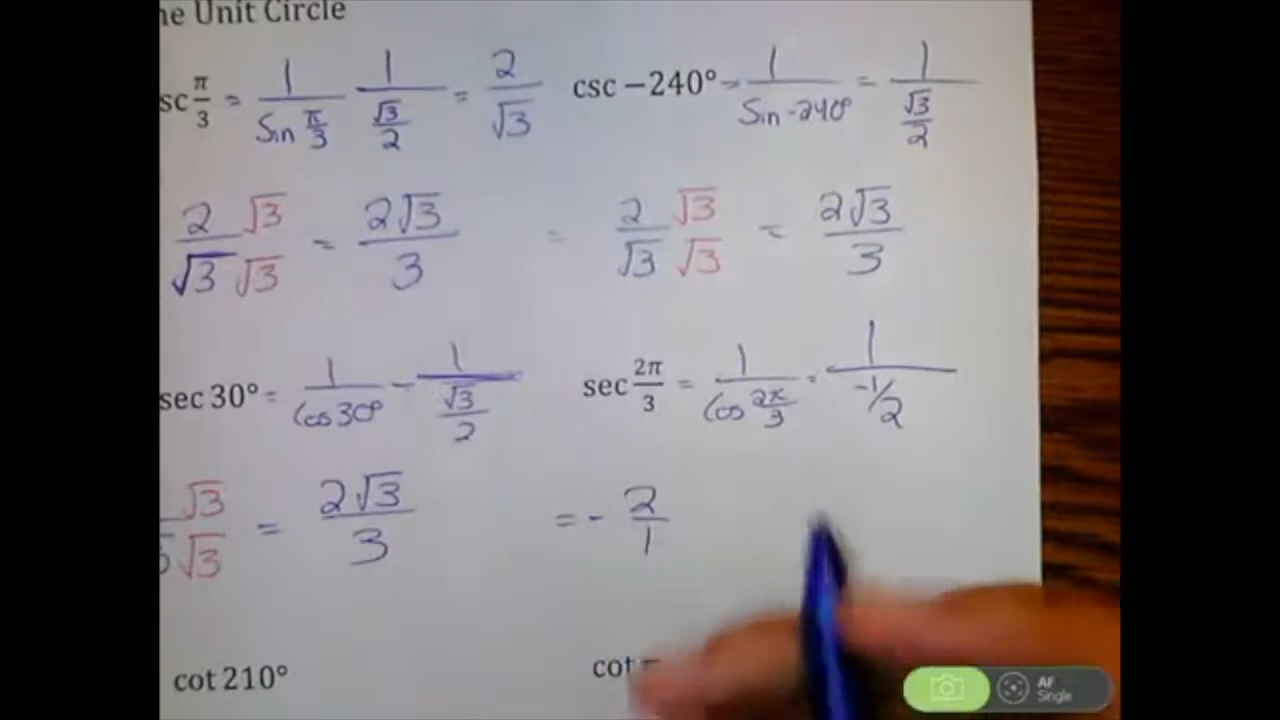 ne Unit Circle
sc π/3 = 1/(Sin π/3) 1/(√3/2) = 2/√3
csc −240° = 1/(Sin -240°) = 1/(√3/2)
2/√3 √3/√3 = 2√3/3
= 2/√3 √3/√3 = 2√3/3
sec 30° = 1/(Cos 30°) = 1/(√3/2)
sec 2π/3 = 1/(Cos 2π/3) = 1/(-1/2)
√3/√3 = 2√3/3
= - 2/1
cot 210°
cot
AF
Single